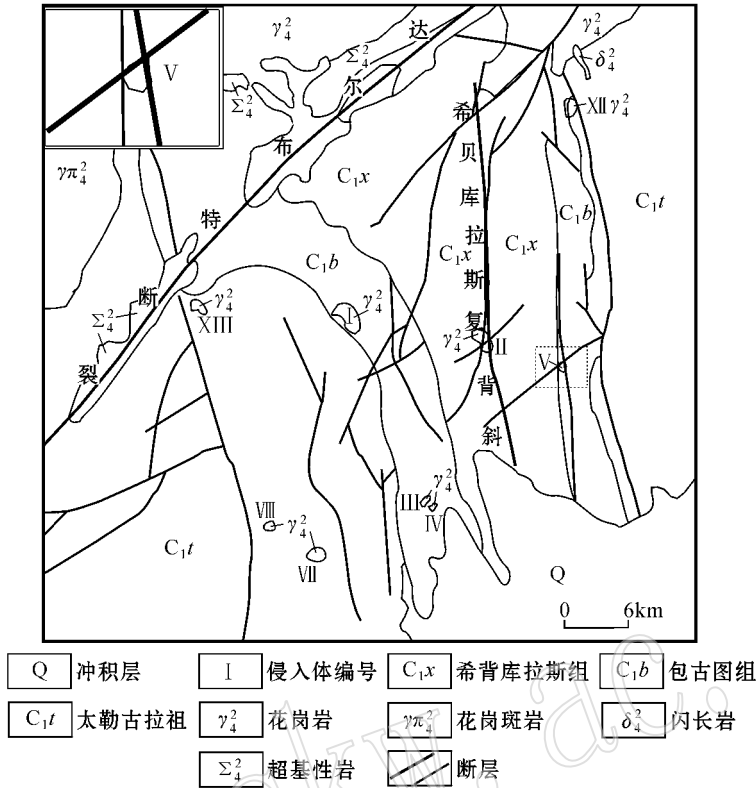 V
γ₄²
Σ₄²
达
γ₄²
δ₄²
Σ₄²
尔
希
XII γ₄²
布
贝
γπ₄²
C₁x
库
C₁b
C₁t
特
拉
C₁b
C₁x
斯
C₁x
断
Σ₄²
γ₄²
XIII
I
γ₄²
复
γ₄²
II
裂
背
V
斜
γ₄²
III
IV
VIII
γ₄²
VII
C₁t
Q
0 6km
Q 冲积层 I 侵入体编号 C₁x 希背库拉斯组 C₁b 包古图组
C₁t 太勒古拉祖 γ₄² 花岗岩 γπ₄² 花岗斑岩 δ₄² 闪长岩
Σ₄² 超基性岩 断层